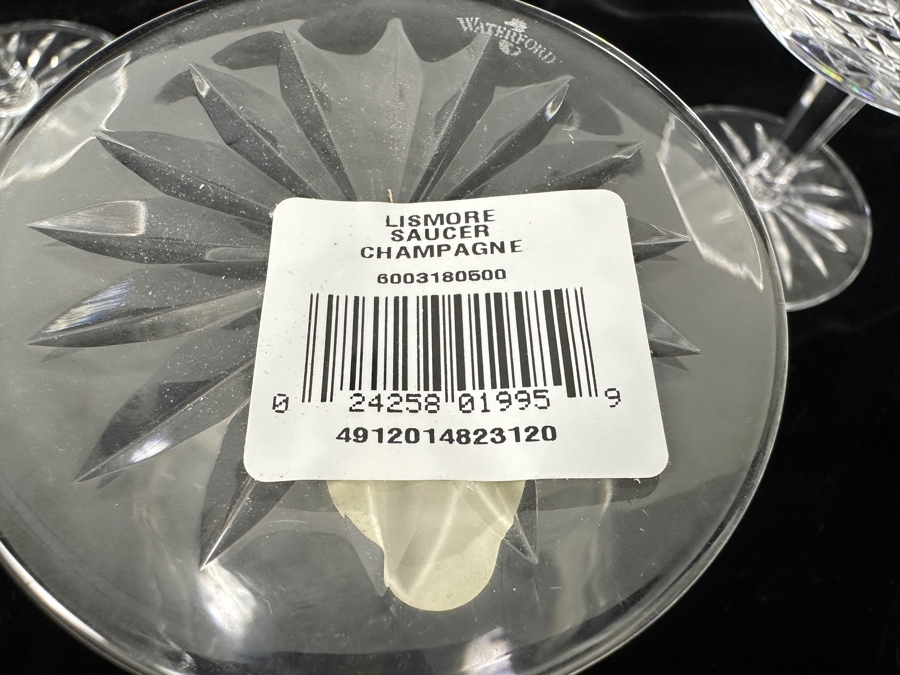 WATERFORD
LISMORE
SAUCER
CHAMPAGNE
6003180500
0 24258 01995 9
4912014823120